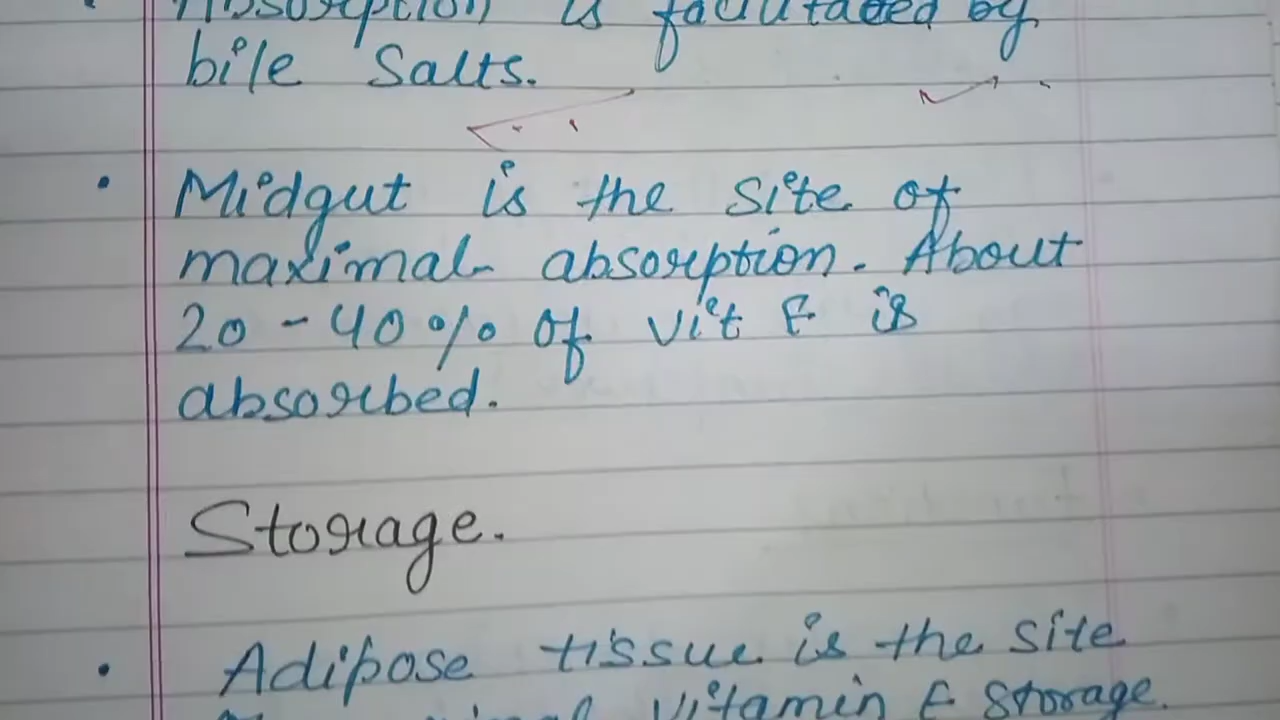 Absorption is facilitated by
bile Salts.
• Midgut is the site of
maximal absorption. About
20 - 40% of vit E is
absorbed.
Storage.
• Adipose tissue is the site
vitamin E storage.